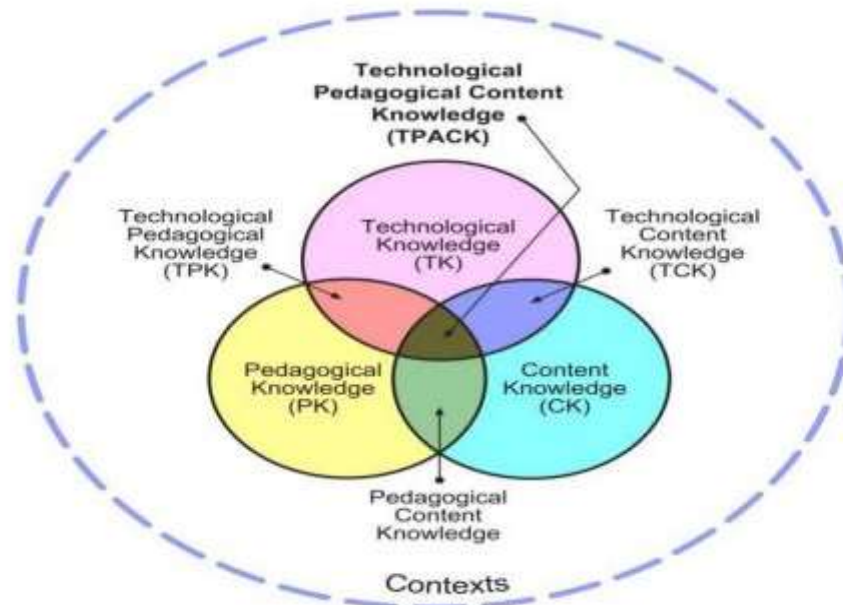 Technological
Pedagogical Content
Knowledge
(TPACK)
Technological
Pedagogical
Knowledge
(TPK)
Technological
Knowledge
(TK)
Technological
Content
Knowledge
(TCK)
Pedagogical
Knowledge
(PK)
Content
Knowledge
(CK)
Pedagogical
Content
Knowledge
Contexts